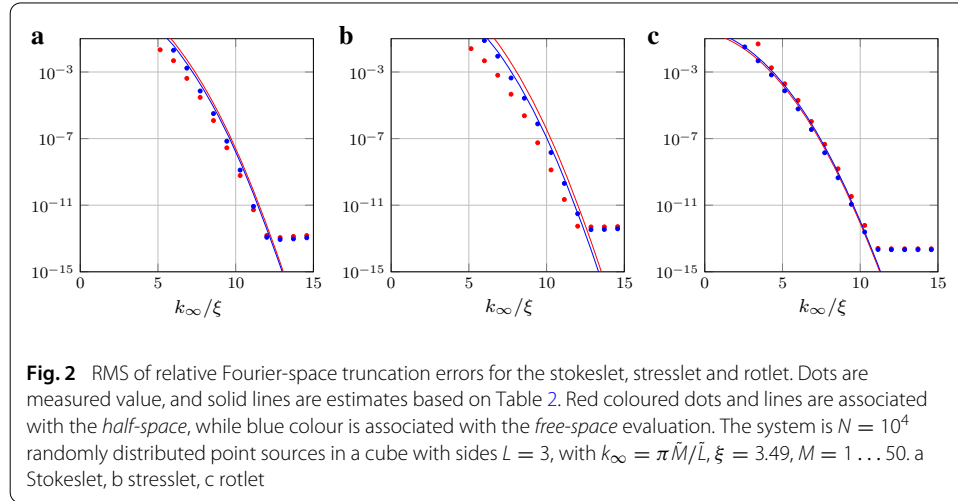 a
b
c
10−3
10−7
10−11
10−15
0 5 10 15
k∞/ξ
10−3
10−7
10−11
10−15
0 5 10 15
k∞/ξ
10−3
10−7
10−11
10−15
0 5 10 15
k∞/ξ
Fig. 2 RMS of relative Fourier-space truncation errors for the stokeslet, stresslet and rotlet. Dots are
measured value, and solid lines are estimates based on Table 2. Red coloured dots and lines are associated
with the half-space, while blue colour is associated with the free-space evaluation. The system is N = 10⁴
randomly distributed point sources in a cube with sides L = 3, with k∞ = πM̃/L̃, ξ = 3.49, M = 1 . . . 50. a
Stokeslet, b stresslet, c rotlet